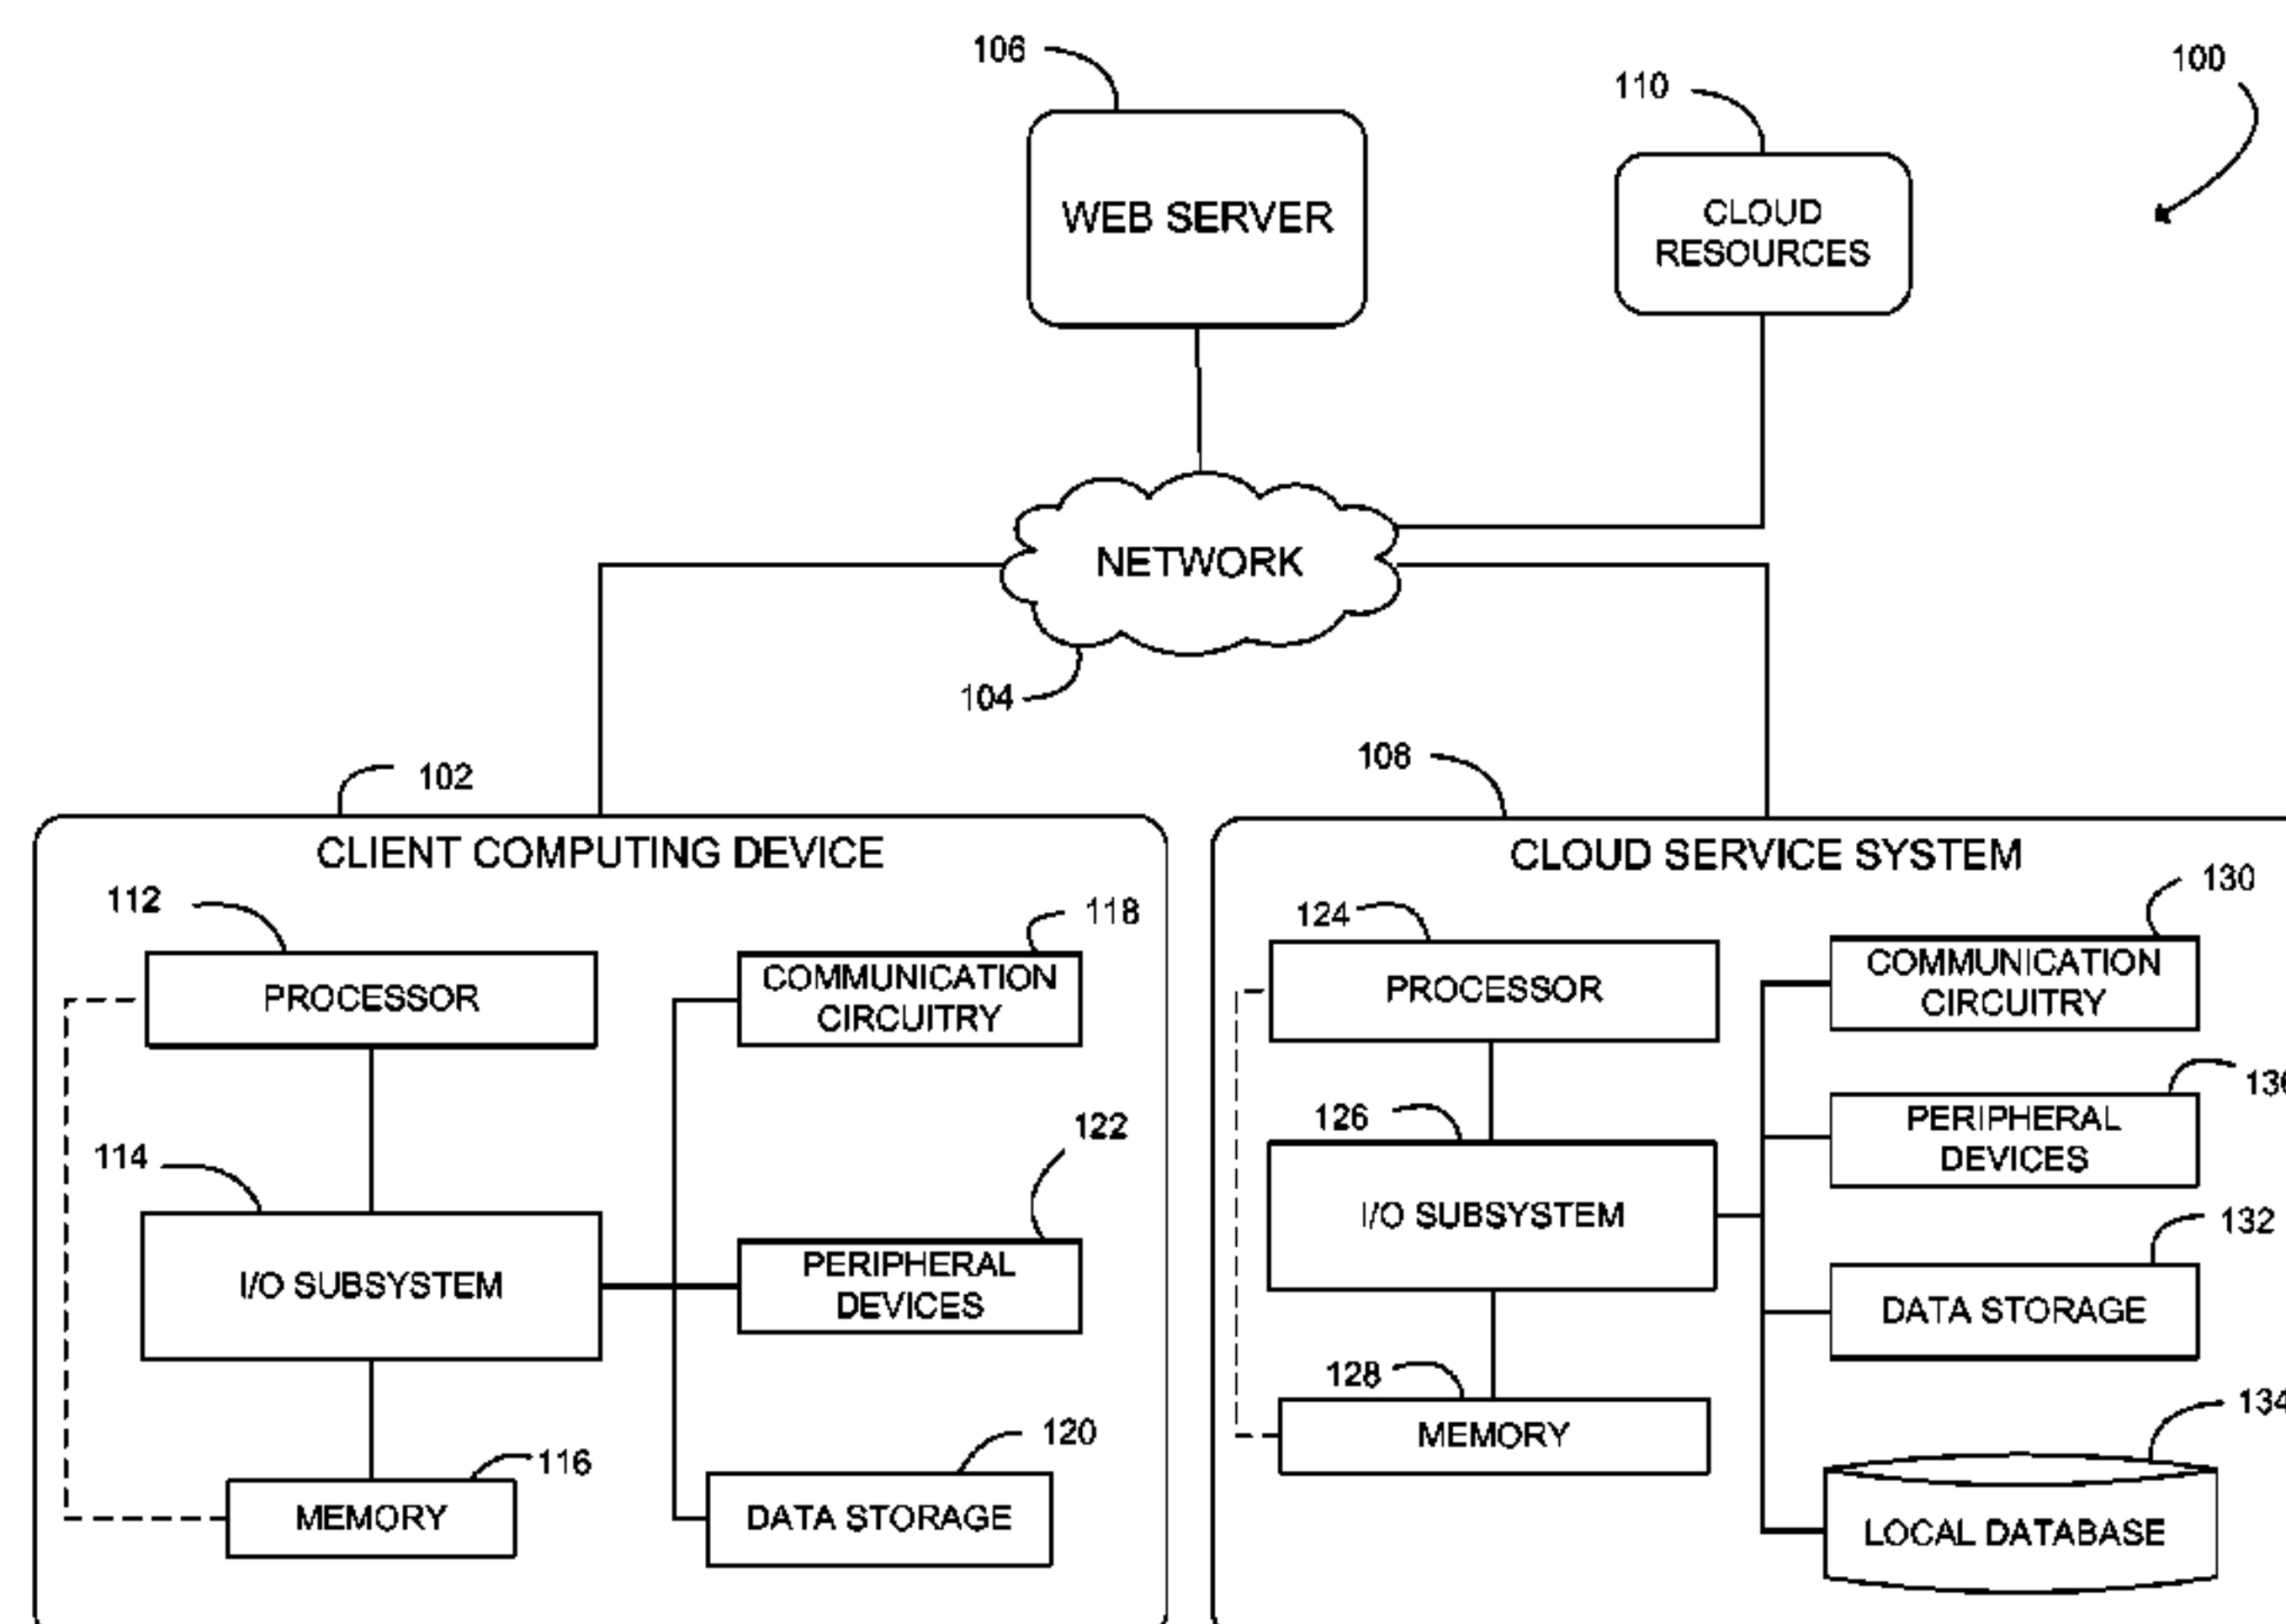 106
110
100
WEB SERVER
CLOUD
RESOURCES
NETWORK
104
102
108
CLIENT COMPUTING DEVICE
112
118
PROCESSOR
COMMUNICATION
CIRCUITRY
114
122
I/O SUBSYSTEM
PERIPHERAL
DEVICES
116
120
MEMORY
DATA STORAGE
CLOUD SERVICE SYSTEM
124
130
PROCESSOR
COMMUNICATION
CIRCUITRY
126
PERIPHERAL
DEVICES
I/O SUBSYSTEM
132
DATA STORAGE
128
134
MEMORY
LOCAL DATABASE